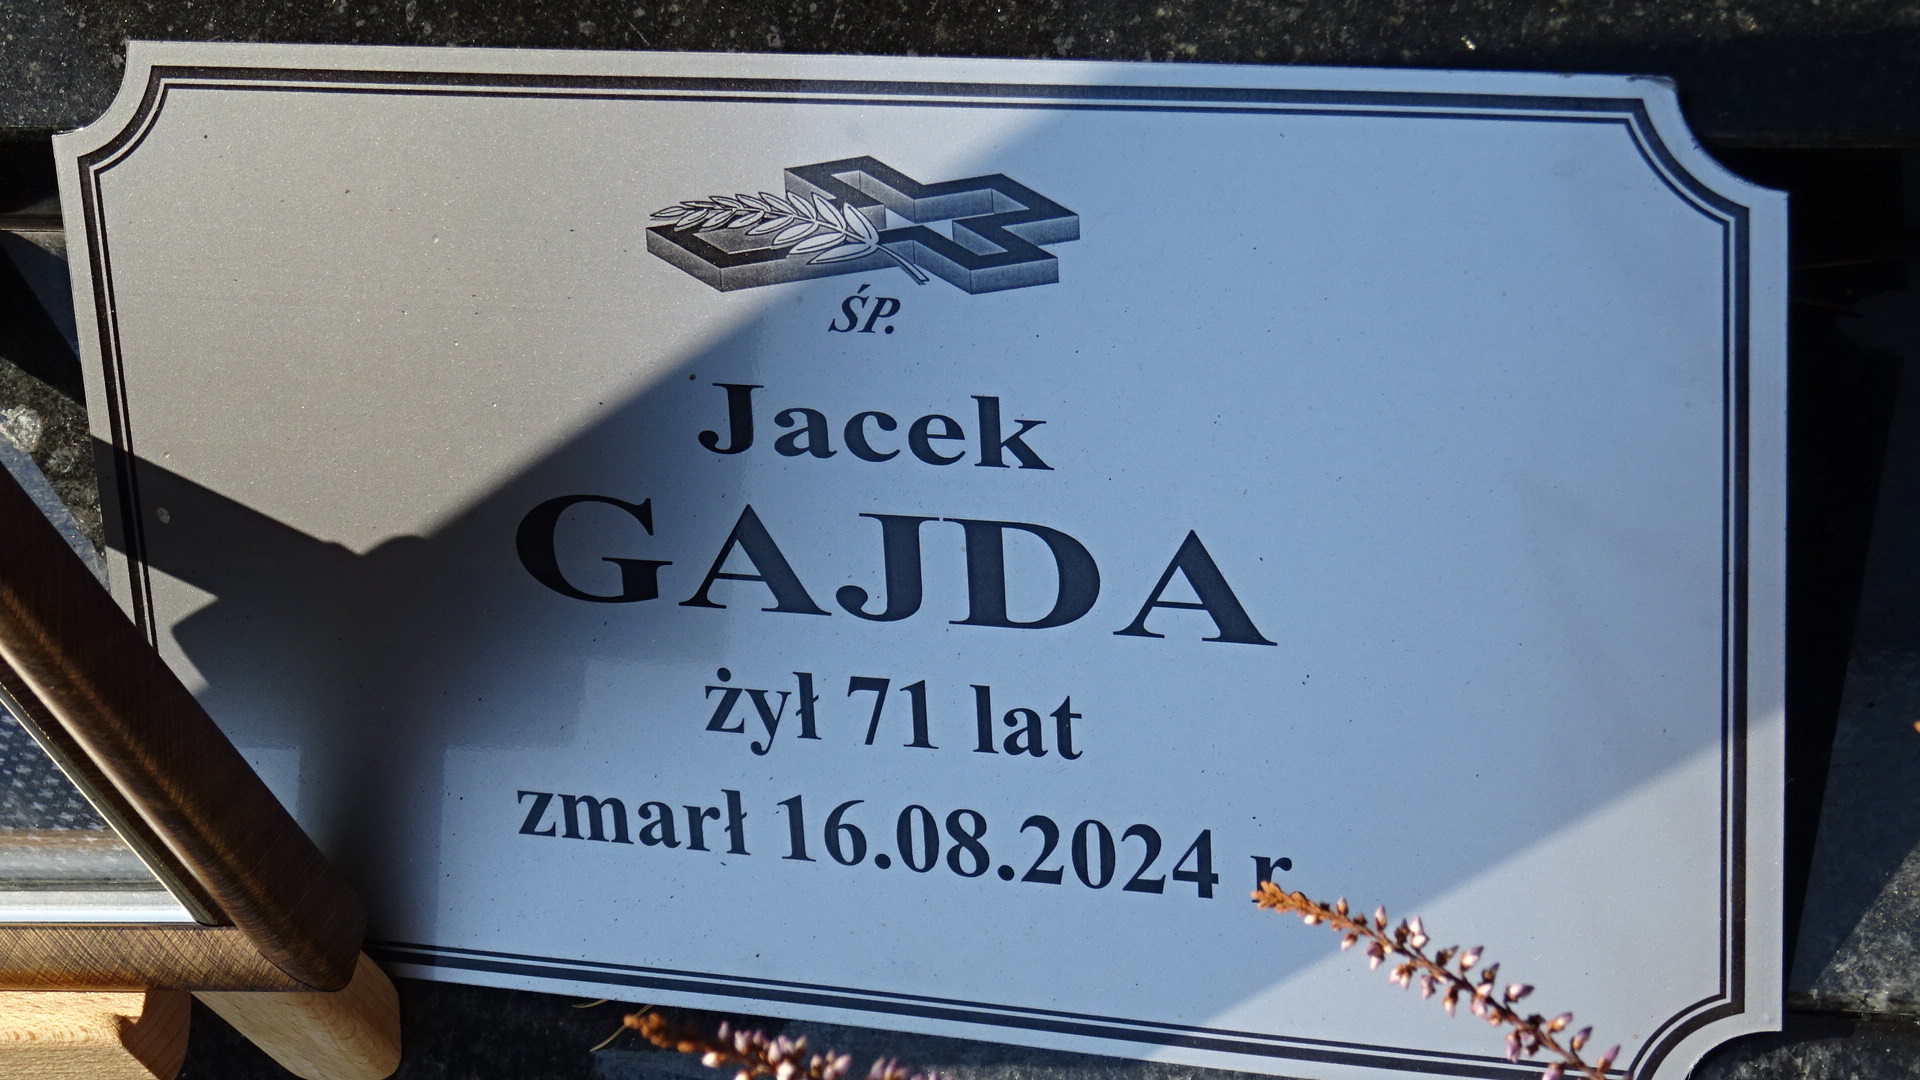 ŚP.
Jacek
GAJDA
żył 71 lat
zmarł 16.08.2024 r.